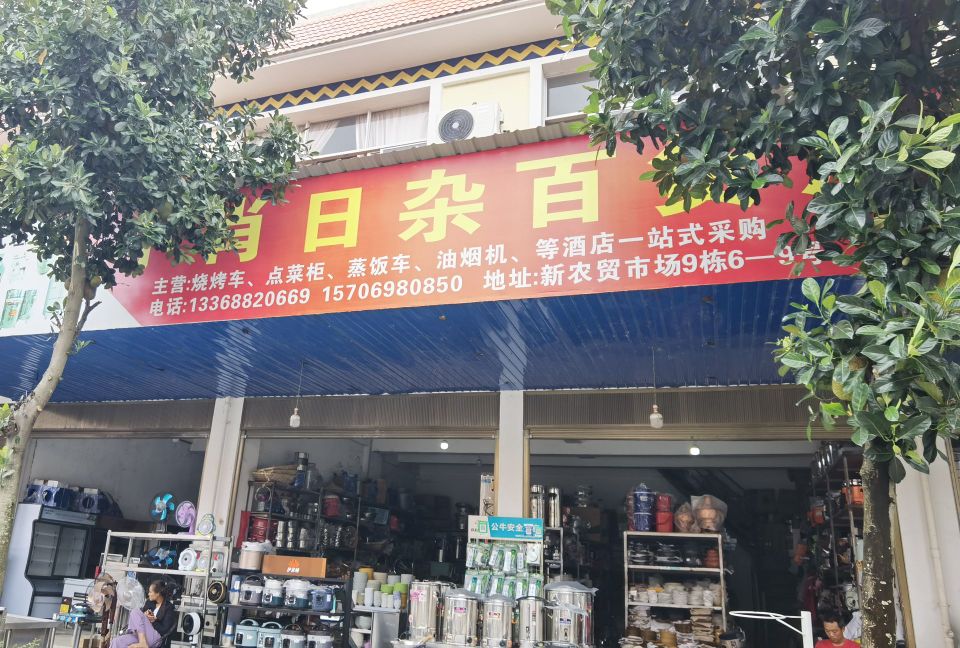 肖日杂百
主营:烧烤车、点菜柜、蒸饭车、油烟机、等酒店一站式采购
电话:13368820669 15706980850 地址:新农贸市场9栋6—9号
公牛安全